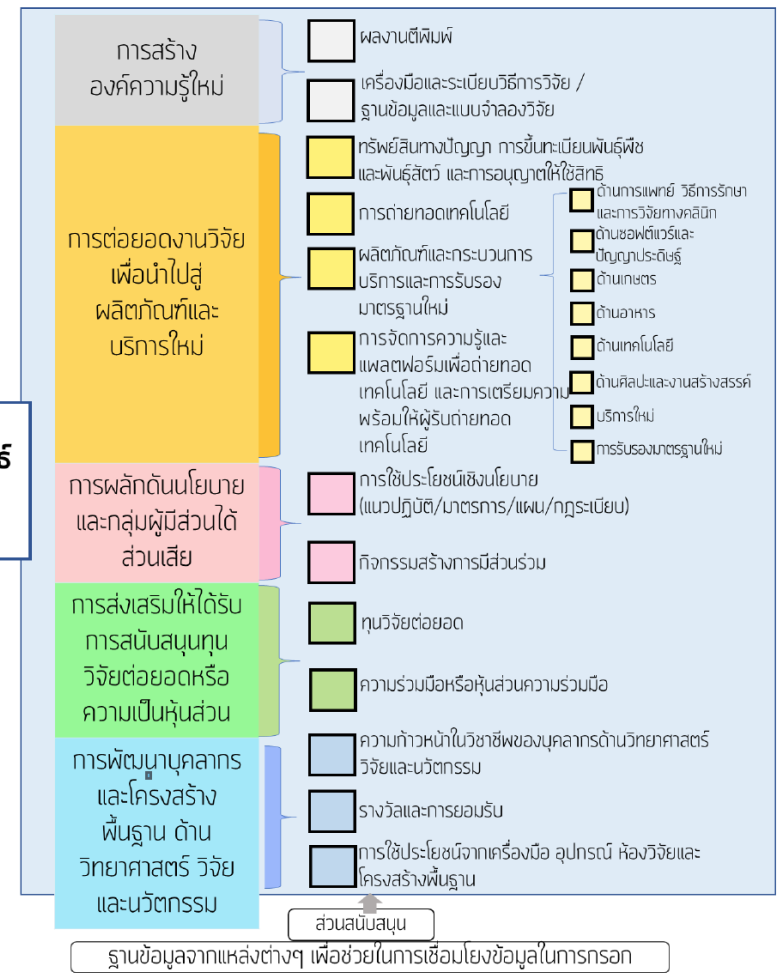 การสร้าง
องค์ความรู้ใหม่
ผลงานตีพิมพ์
เครื่องมือและระเบียบวิธีการวิจัย /
ฐานข้อมูลและแบบจำลองวิจัย
การต่อยอดงานวิจัย
เพื่อนำไปสู่
ผลิตภัณฑ์และ
บริการใหม่
ทรัพย์สินทางปัญญา การขึ้นทะเบียนพันธุ์พืช
และพันธุ์สัตว์ และการอนุญาตให้ใช้สิทธิ
การถ่ายทอดเทคโนโลยี
ผลิตภัณฑ์และกระบวนการ
บริการและการรับรอง
มาตรฐานใหม่
การจัดการความรู้และ
แพลตฟอร์มเพื่อถ่ายทอด
เทคโนโลยี และการเตรียมความ
พร้อมให้ผู้รับถ่ายทอด
เทคโนโลยี
ด้านการแพทย์ วิธีการรักษา
และการวิจัยทางคลินิก
ด้านซอฟต์แวร์และ
ปัญญาประดิษฐ์
ด้านเกษตร
ด้านอาหาร
ด้านเทคโนโลยี
ด้านศิลปะและงานสร้างสรรค์
บริการใหม่
การรับรองมาตรฐานใหม่
การผลักดันนโยบาย
และกลุ่มผู้มีส่วนได้
ส่วนเสีย
การใช้ประโยชน์เชิงนโยบาย
(แนวปฏิบัติ/มาตรการ/แผน/กฎระเบียบ)
กิจกรรมสร้างการมีส่วนร่วม
การส่งเสริมให้ได้รับ
การสนับสนุนทุน
วิจัยต่อยอดหรือ
ความเป็นหุ้นส่วน
ทุนวิจัยต่อยอด
ความร่วมมือหรือหุ้นส่วนความร่วมมือ
การพัฒนาบุคลากร
และโครงสร้าง
พื้นฐาน ด้าน
วิทยาศาสตร์ วิจัย
และนวัตกรรม
ความก้าวหน้าในวิชาชีพของบุคลากรด้านวิทยาศาสตร์
วิจัยและนวัตกรรม
รางวัลและการยอมรับ
การใช้ประโยชน์จากเครื่องมือ อุปกรณ์ ห้องวิจัยและ
โครงสร้างพื้นฐาน
ส่วนสนับสนุน
ฐานข้อมูลจากแหล่งต่างๆ เพื่อช่วยในการเชื่อมโยงข้อมูลในการกรอก